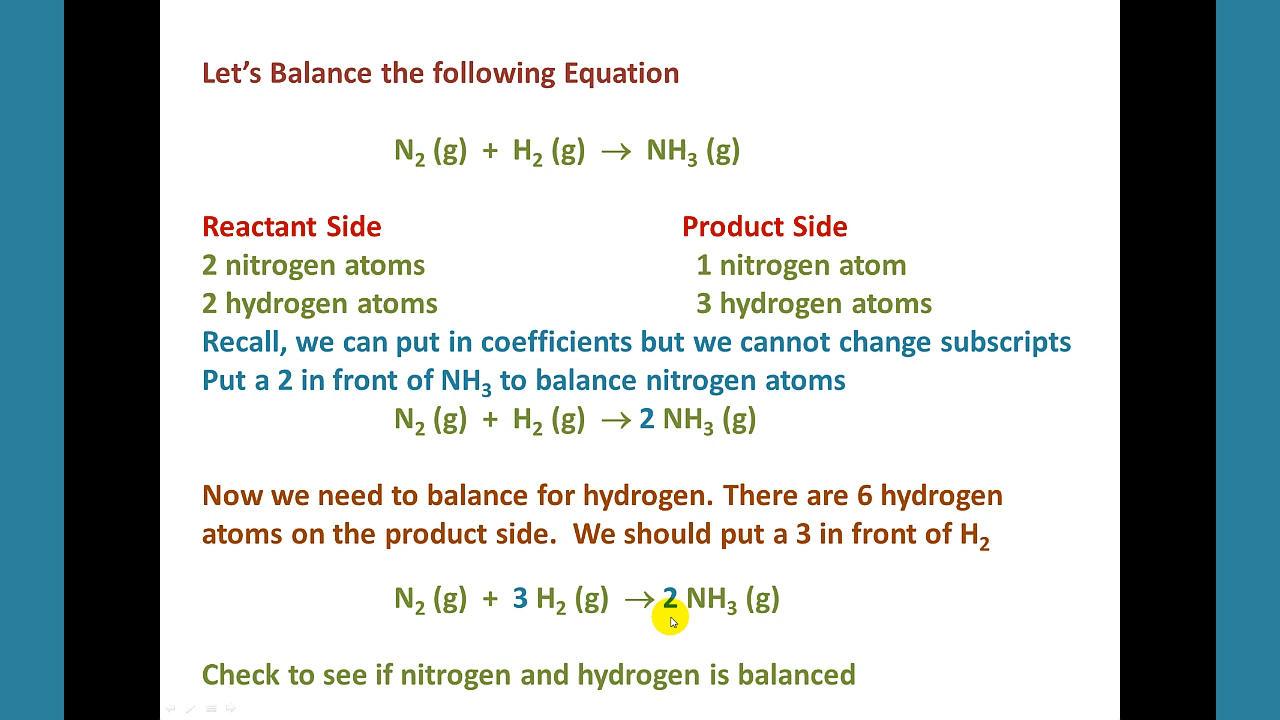 Let's Balance the following Equation
N₂ (g) + H₂ (g) → NH₃ (g)
Reactant Side Product Side
2 nitrogen atoms 1 nitrogen atom
2 hydrogen atoms 3 hydrogen atoms
Recall, we can put in coefficients but we cannot change subscripts
Put a 2 in front of NH₃ to balance nitrogen atoms
N₂ (g) + H₂ (g) → 2 NH₃ (g)
Now we need to balance for hydrogen. There are 6 hydrogen
atoms on the product side. We should put a 3 in front of H₂
N₂ (g) + 3 H₂ (g) → 2 NH₃ (g)
Check to see if nitrogen and hydrogen is balanced